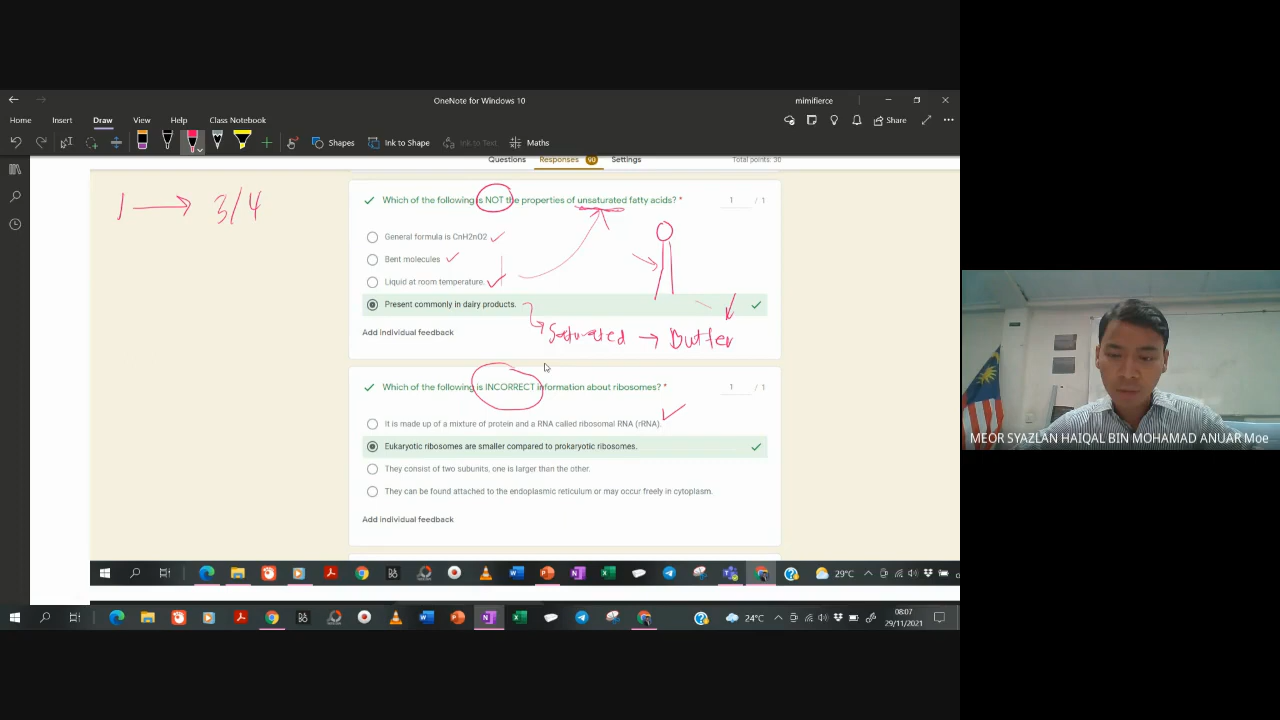 OneNote for Windows 10
mimifierce
Home Insert Draw View Help Class Notebook
Share
Shapes Ink to Shape Ink to Text Maths
Questions Responses 90 Settings Total points: 30
1 → 3/4
Which of the following is NOT the properties of unsaturated fatty acids? * 1 / 1
General formula is CnH2nO2
Bent molecules
Liquid at room temperature.
Present commonly in dairy products.
Saturated → Butter
Add individual feedback
Which of the following is INCORRECT information about ribosomes? * 1 / 1
It is made up of a mixture of protein and a RNA called ribosomal RNA (rRNA).
Eukaryotic ribosomes are smaller compared to prokaryotic ribosomes.
They consist of two subunits, one is larger than the other.
They can be found attached to the endoplasmic reticulum or may occur freely in cytoplasm.
Add individual feedback
29°C
24°C
08:07
29/11/2021
MEOR SYAZLAN HAIQAL BIN MOHAMAD ANUAR Moe